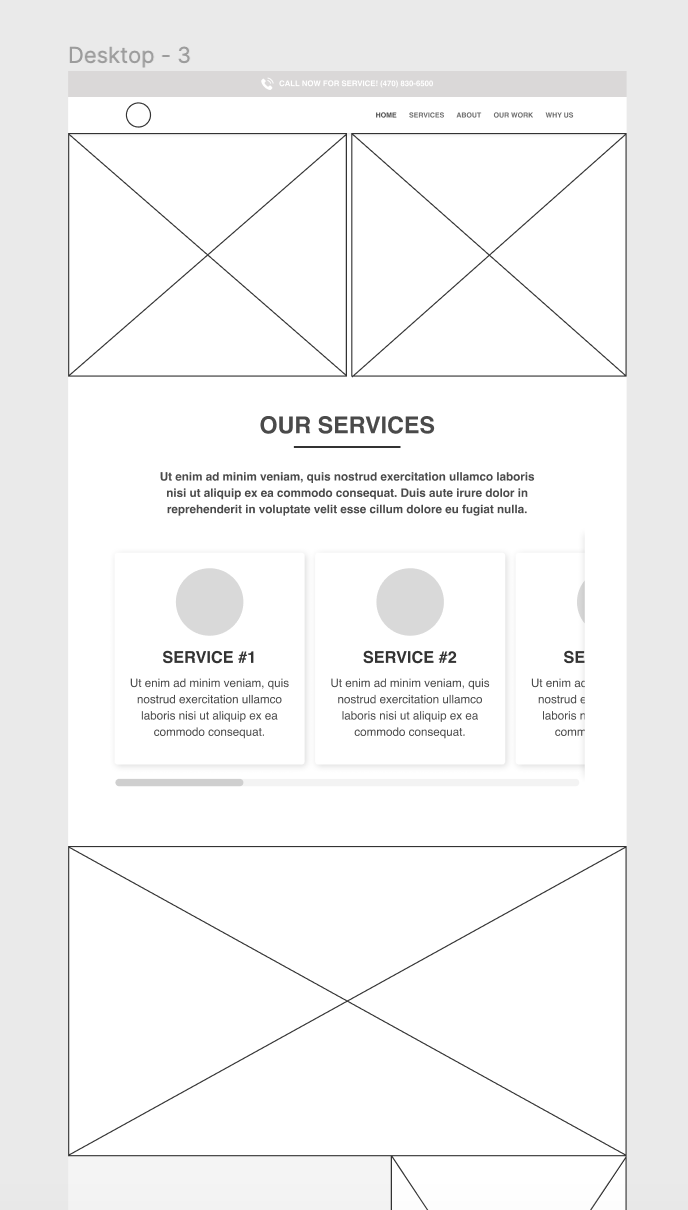 Desktop - 3
CALL NOW FOR SERVICE! (470) 830-6500
HOME SERVICES ABOUT OUR WORK WHY US
OUR SERVICES
Ut enim ad minim veniam, quis nostrud exercitation ullamco laboris
nisi ut aliquip ex ea commodo consequat. Duis aute irure dolor in
reprehenderit in voluptate velit esse cillum dolore eu fugiat nulla.
SERVICE #1
Ut enim ad minim veniam, quis
nostrud exercitation ullamco
laboris nisi ut aliquip ex ea
commodo consequat.
SERVICE #2
Ut enim ad minim veniam, quis
nostrud exercitation ullamco
laboris nisi ut aliquip ex ea
commodo consequat.
SE
Ut enim ad
nostrud e
laboris n
comm